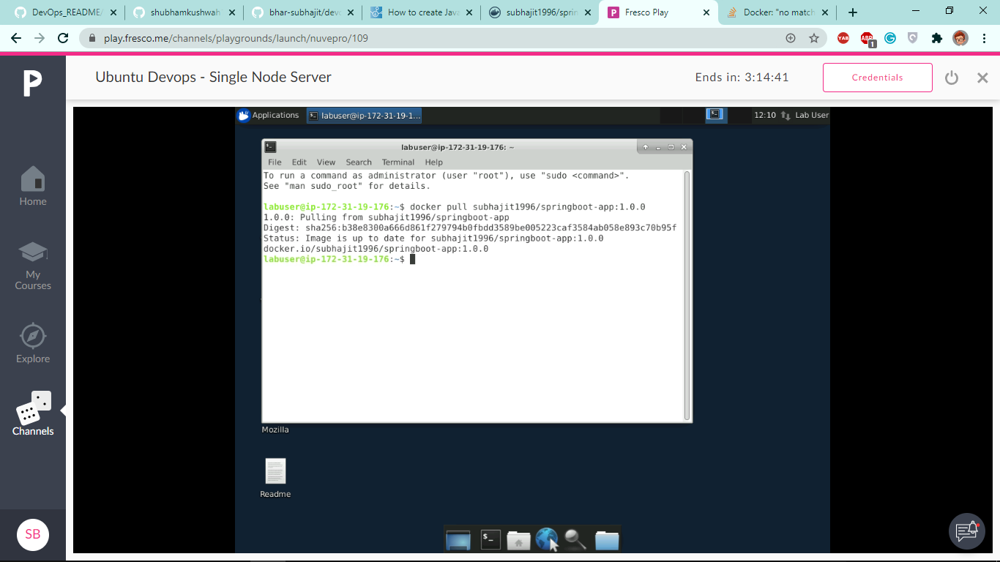 DevOps_README/
shubhamkushwah
bhar-subhajit/devo
How to create Java
subhajit1996/sprin
Fresco Play
Docker: "no match
play.fresco.me/channels/playgrounds/launch/nuvepro/109
YAB
ABP
1
P
Ubuntu Devops - Single Node Server
Ends in: 3:14:41
Credentials
Applications
labuser@ip-172-31-19-1...
12:10
Lab User
labuser@ip-172-31-19-176: ~
File Edit View Search Terminal Help
To run a command as administrator (user "root"), use "sudo <command>".
See "man sudo_root" for details.
labuser@ip-172-31-19-176:~$ docker pull subhajit1996/springboot-app:1.0.0
1.0.0: Pulling from subhajit1996/springboot-app
Digest: sha256:b38e8300a666d861f279794b0fbdd3589be005223caf3584ab058e893c70b95f
Status: Image is up to date for subhajit1996/springboot-app:1.0.0
docker.io/subhajit1996/springboot-app:1.0.0
labuser@ip-172-31-19-176:~$
Home
My
Courses
Explore
Channels
SB
Mozilla
Readme